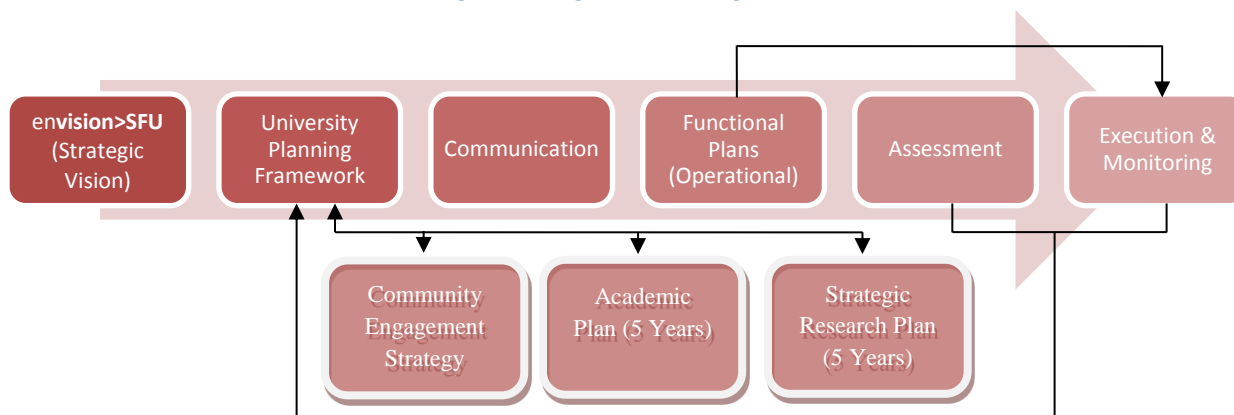 envision>SFU
(Strategic
Vision)
University
Planning
Framework
Communication
Functional
Plans
(Operational)
Assessment
Execution &
Monitoring
Community
Engagement
Strategy
Academic
Plan (5 Years)
Strategic
Research Plan
(5 Years)